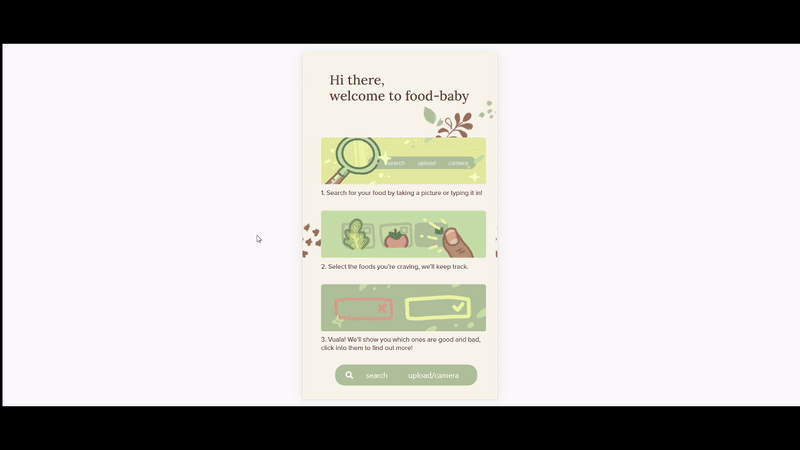 Hi there,
welcome to food-baby
search upload camera
1. Search for your food by taking a picture or typing it in!
2. Select the foods you're craving, we'll keep track.
3. Vuala! We'll show you which ones are good and bad,
click into them to find out more!
search upload/camera